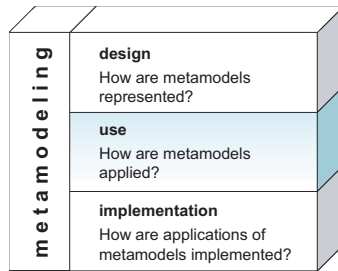 metamodeling
design
How are metamodels
represented?
use
How are metamodels
applied?
implementation
How are applications of
metamodels implemented?